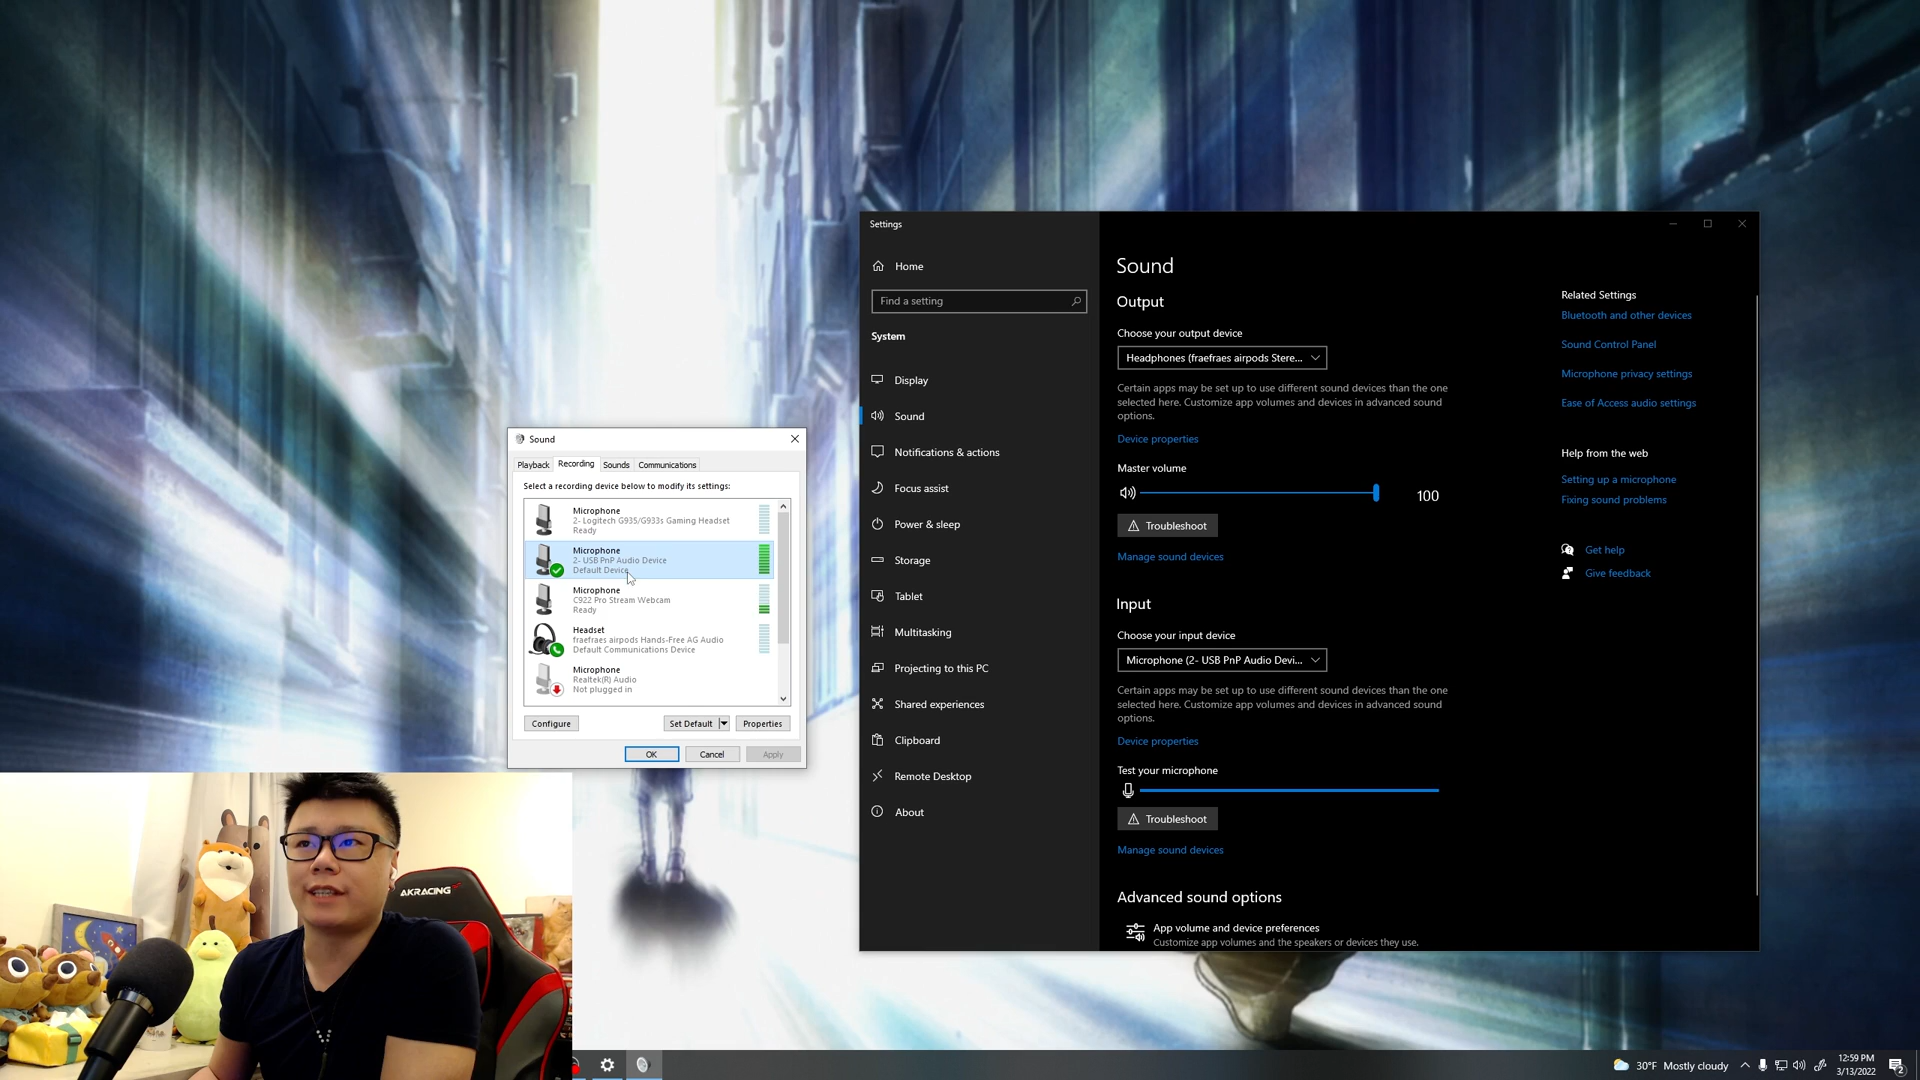 Settings
Home
Find a setting
System
Display
Sound
Notifications & actions
Focus assist
Power & sleep
Storage
Tablet
Multitasking
Projecting to this PC
Shared experiences
Clipboard
Remote Desktop
About
Sound
Output
Choose your output device
Headphones (fraefraes airpods Stere...
Certain apps may be set up to use different sound devices than the one
selected here. Customize app volumes and devices in advanced sound
options.
Device properties
Master volume
100
Troubleshoot
Manage sound devices
Input
Choose your input device
Microphone (2- USB PnP Audio Devi...
Certain apps may be set up to use different sound devices than the one
selected here. Customize app volumes and devices in advanced sound
options.
Device properties
Test your microphone
Troubleshoot
Manage sound devices
Advanced sound options
App volume and device preferences
Customize app volumes and the speakers or devices they use.
Related Settings
Bluetooth and other devices
Sound Control Panel
Microphone privacy settings
Ease of Access audio settings
Help from the web
Setting up a microphone
Fixing sound problems
Get help
Give feedback
Sound
Playback Recording Sounds Communications
Select a recording device below to modify its settings:
Microphone
2- Logitech G935/G933s Gaming Headset
Ready
Microphone
2- USB PnP Audio Device
Default Device
Microphone
C922 Pro Stream Webcam
Ready
Headset
fraefraes airpods Hands-Free AG Audio
Default Communications Device
Microphone
Realtek(R) Audio
Not plugged in
Configure Set Default Properties
OK Cancel Apply
AKRACING
30°F Mostly cloudy
12:59 PM
3/13/2022
2